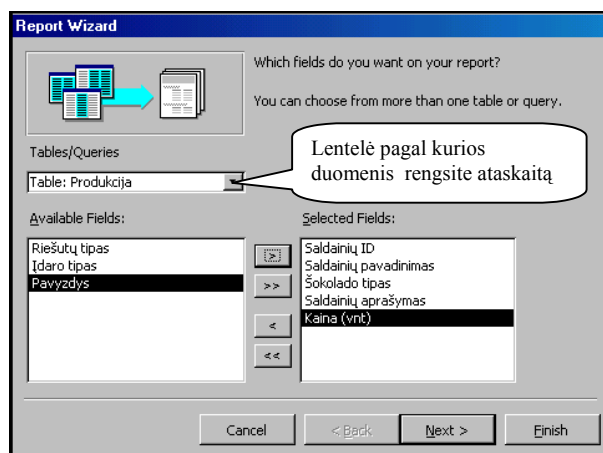 Report Wizard
Which fields do you want on your report?
You can choose from more than one table or query.
Tables/Queries
Table: Produkcija
Lentelė pagal kurios
duomenis rengsite ataskaitą
Available Fields:
Selected Fields:
Riešutų tipas
Įdaro tipas
Pavyzdys
>
>>
<
<<
Saldainių ID
Saldainių pavadinimas
Šokolado tipas
Saldainių aprašymas
Kaina (vnt)
Cancel
< Back
Next >
Finish